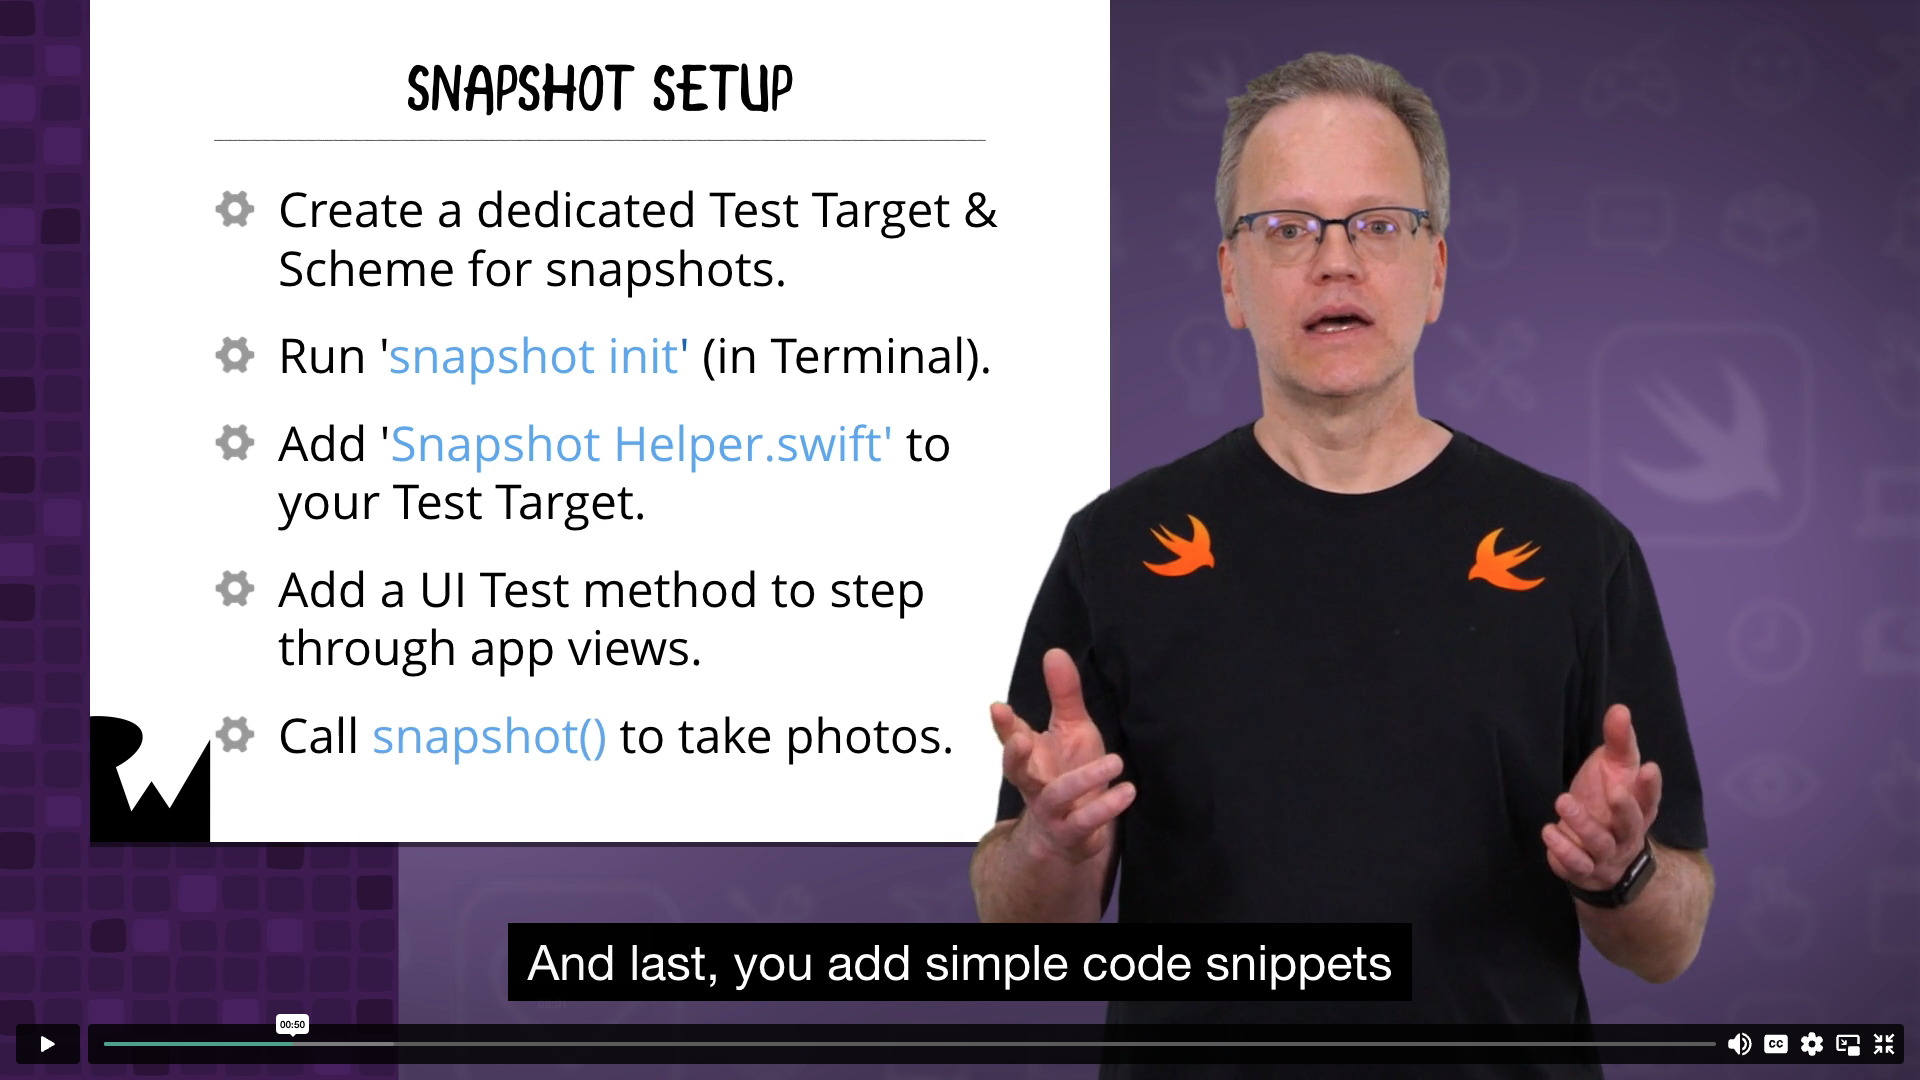 SNAPSHOT SETUP
Create a dedicated Test Target &
Scheme for snapshots.
Run 'snapshot init' (in Terminal).
Add 'Snapshot Helper.swift' to
your Test Target.
Add a UI Test method to step
through app views.
Call snapshot() to take photos.
And last, you add simple code snippets
00:50
CC